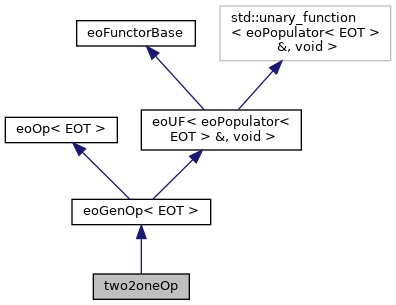 std::unary_function
< eoPopulator< EOT >
&, void >
eoFunctorBase
eoUF< eoPopulator<
EOT > &, void >
eoOp< EOT >
eoGenOp< EOT >
two2oneOp